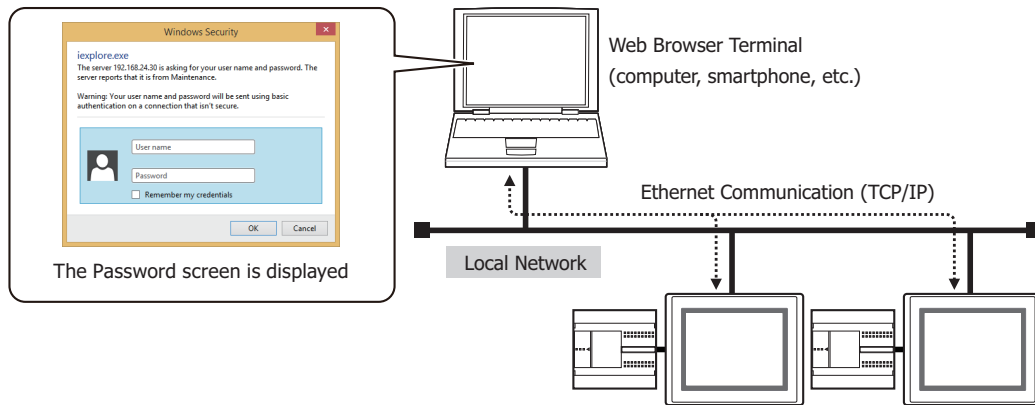 Windows Security
iexplore.exe
The server 192.168.24.30 is asking for your user name and password. The
server reports that it is from Maintenance.
Warning: Your user name and password will be sent using basic
authentication on a connection that isn't secure.
User name
Password
Remember my credentials
OK Cancel
The Password screen is displayed
Web Browser Terminal
(computer, smartphone, etc.)
Ethernet Communication (TCP/IP)
Local Network